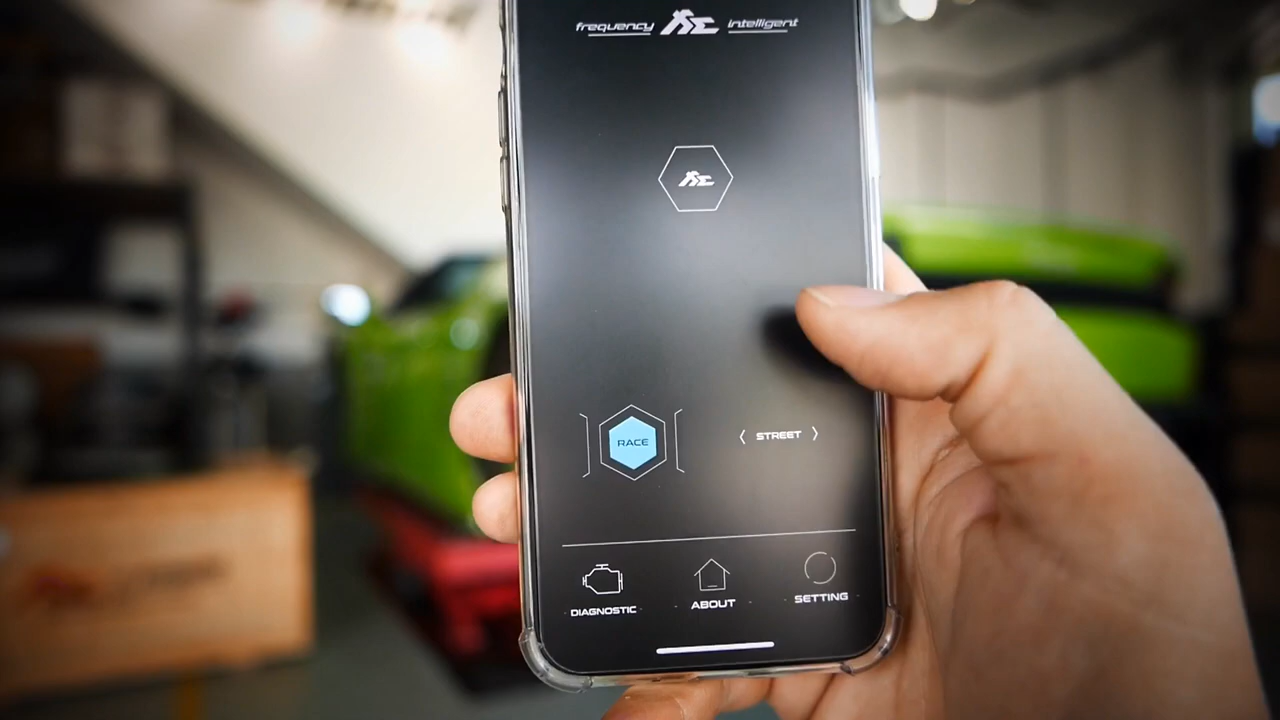 frequency intelligent
RACE
STREET
DIAGNOSTIC
ABOUT
SETTING